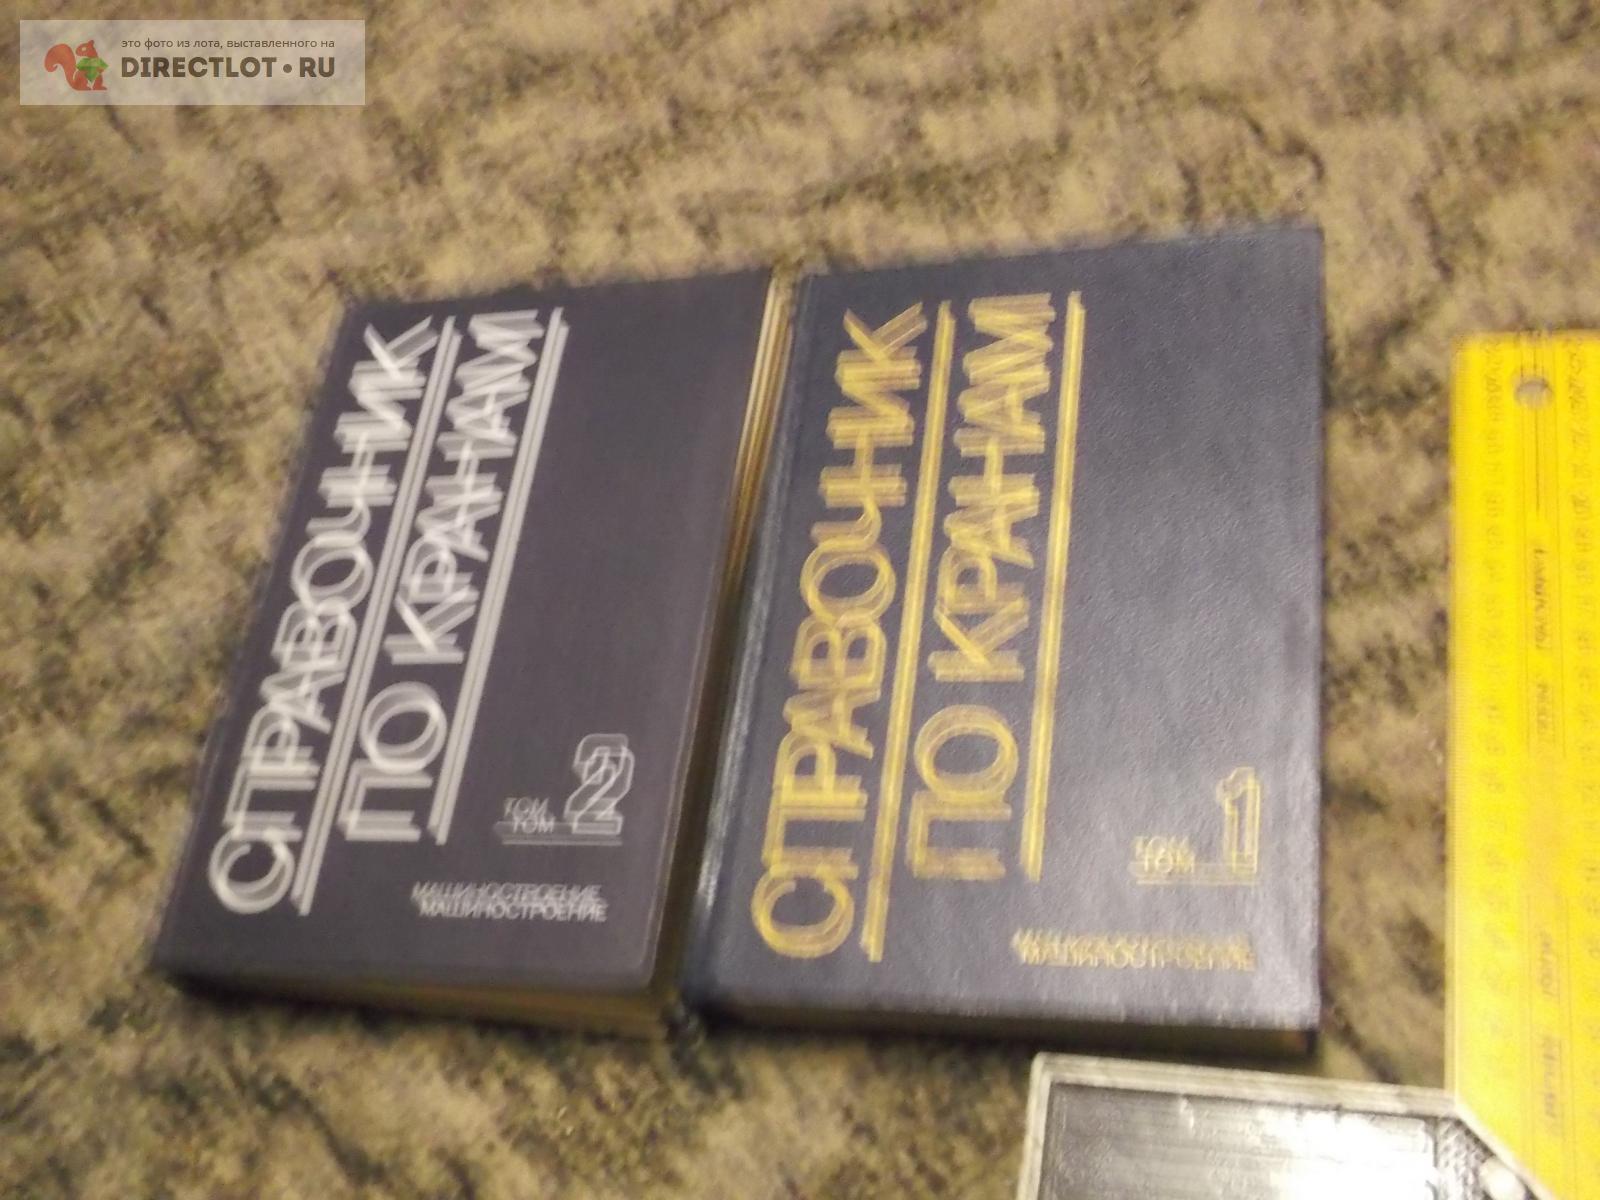 это фото из лота, выставленного на
DIRECTLOT•RU
СПРАВОЧНИК
ПО КРАНАМ
ТОМ 2
МАШИНОСТРОЕНИЕ
СПРАВОЧНИК
ПО КРАНАМ
ТОМ 1
МАШИНОСТРОЕНИЕ